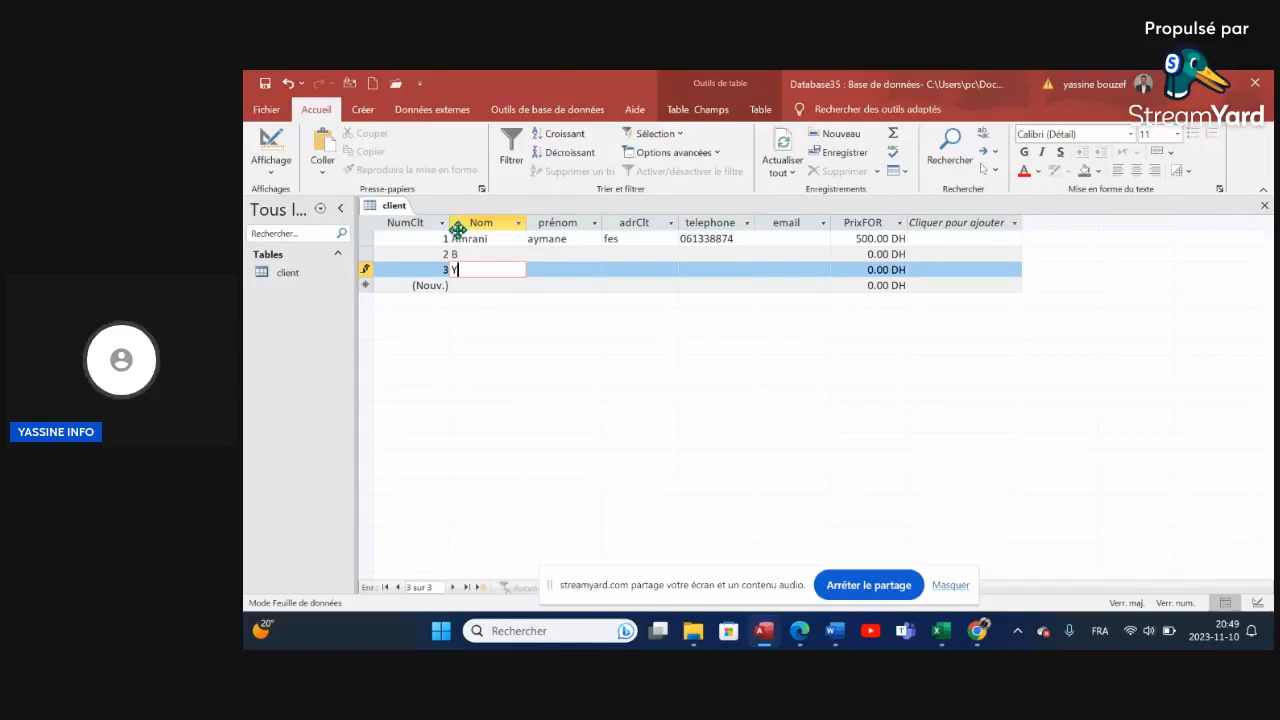 Propulsé par
StreamYard
Database35 : Base de données- C:\Users\pc\Doc...
Outils de table
yassine bouzef
Fichier Accueil Créer Données externes Outils de base de données Aide Table Champs Table Rechercher des outils adaptés
Affichage
Affichages
Coller
Couper
Copier
Reproduire la mise en forme
Presse-papiers
Filtrer
Croissant
Décroissant
Supprimer un tri
Sélection
Options avancées
Activer/désactiver le filtre
Trier et filtrer
Actualiser
tout
Nouveau
Enregistrer
Supprimer
Enregistrements
Rechercher
Rechercher
Calibri (Détail) 11
G I S
Mise en forme du texte
Tous l...
Rechercher...
Tables
client
client
NumClt Nom prénom adrClt telephone email PrixFOR Cliquer pour ajouter
1 Amrani aymane fes 061338874 500.00 DH
2 B 0.00 DH
3 Y 0.00 DH
(Nouv.) 0.00 DH
YASSINE INFO
Enr : 3 sur 3 Aucun
streamyard.com partage votre écran et un contenu audio. Arrêter le partage Masquer
Mode Feuille de données Verr. maj. Verr. num.
20°
Rechercher
FRA
20:49
2023-11-10